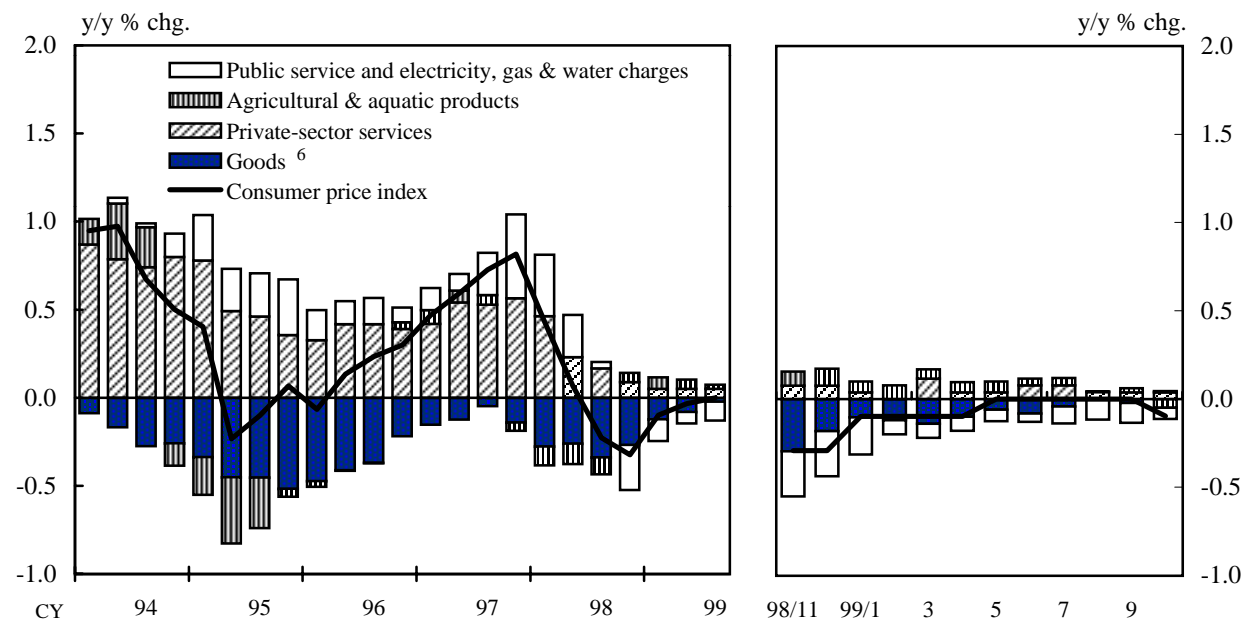 y/y % chg.
y/y % chg.
2.0
2.0
Public service and electricity, gas & water charges
Agricultural & aquatic products
1.5
1.5
Private-sector services
Goods 6
Consumer price index
1.0
1.0
0.5
0.5
0.0
0.0
-0.5
-0.5
-1.0
-1.0
CY 94 95 96 97 98 99
98/11 99/1 3 5 7 9